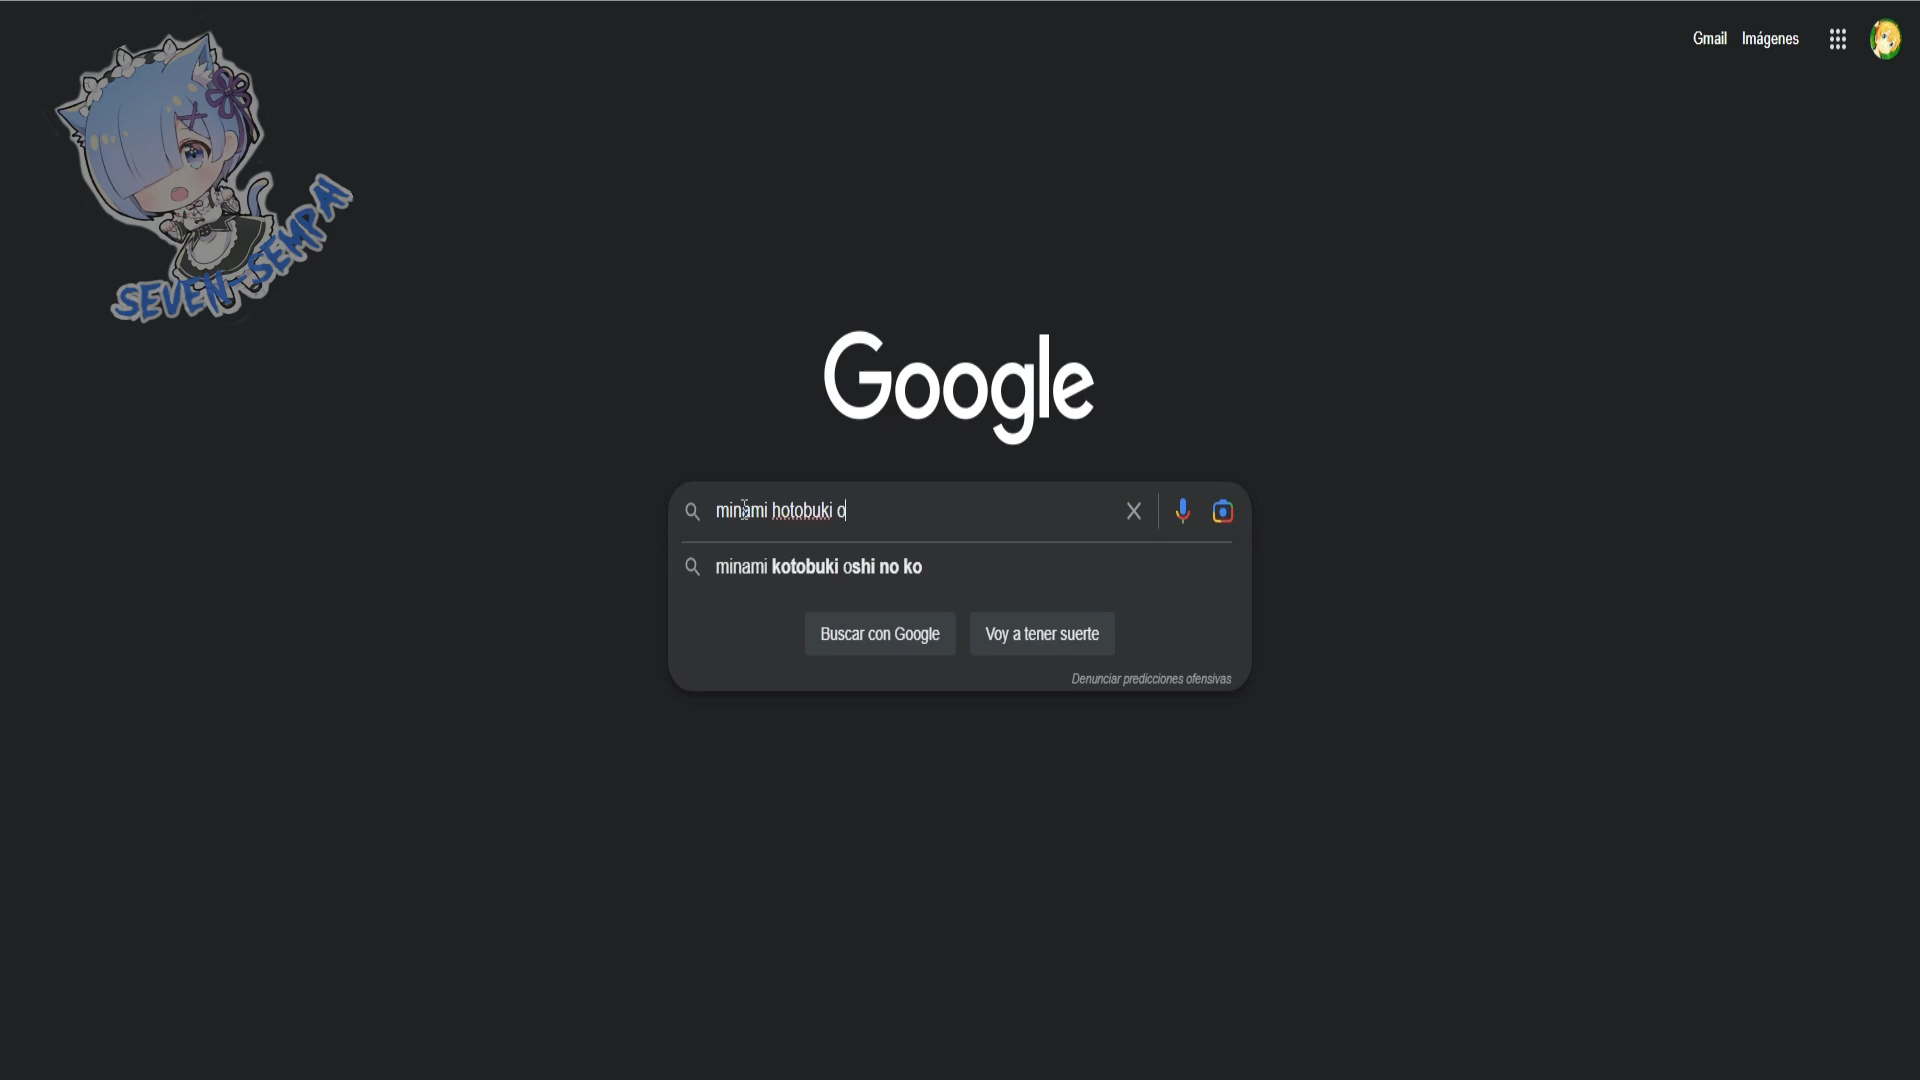 Gmail Imágenes
SEVEN-SEMPAI
Google
minami hotobuki o
minami kotobuki oshi no ko
Buscar con Google Voy a tener suerte
Denunciar predicciones ofensivas